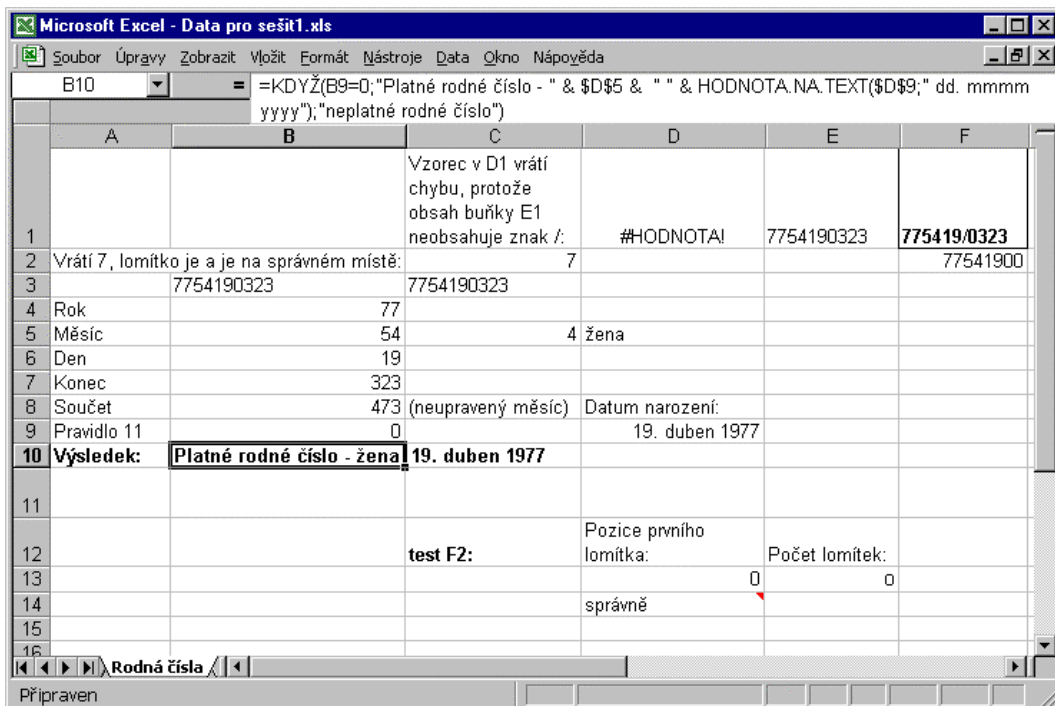 Microsoft Excel - Data pro sešit1.xls
Soubor Úpravy Zobrazit Vložit Formát Nástroje Data Okno Nápověda
B10 = =KDYŽ(B9=0;"Platné rodné číslo - " & $D$5 & " " & HODNOTA.NA.TEXT($D$9;" dd. mmmm
yyyy");"neplatné rodné číslo")
A B C D E F
Vzorec v D1 vrátí
chybu, protože
obsah buňky E1
1 neobsahuje znak /: #HODNOTA! 7754190323 775419/0323
2 Vrátí 7, lomítko je a je na správném místě: 7 77541900
3 7754190323 7754190323
4 Rok 77
5 Měsíc 54 4 žena
6 Den 19
7 Konec 323
8 Součet 473 (neupravený měsíc) Datum narození:
9 Pravidlo 11 0 19. duben 1977
10 Výsledek: Platné rodné číslo - žena 19. duben 1977
11
Pozice prvního
12 test F2: lomítka: Počet lomítek:
13 0 0
14 správně
15
16
Rodná čísla
Připraven